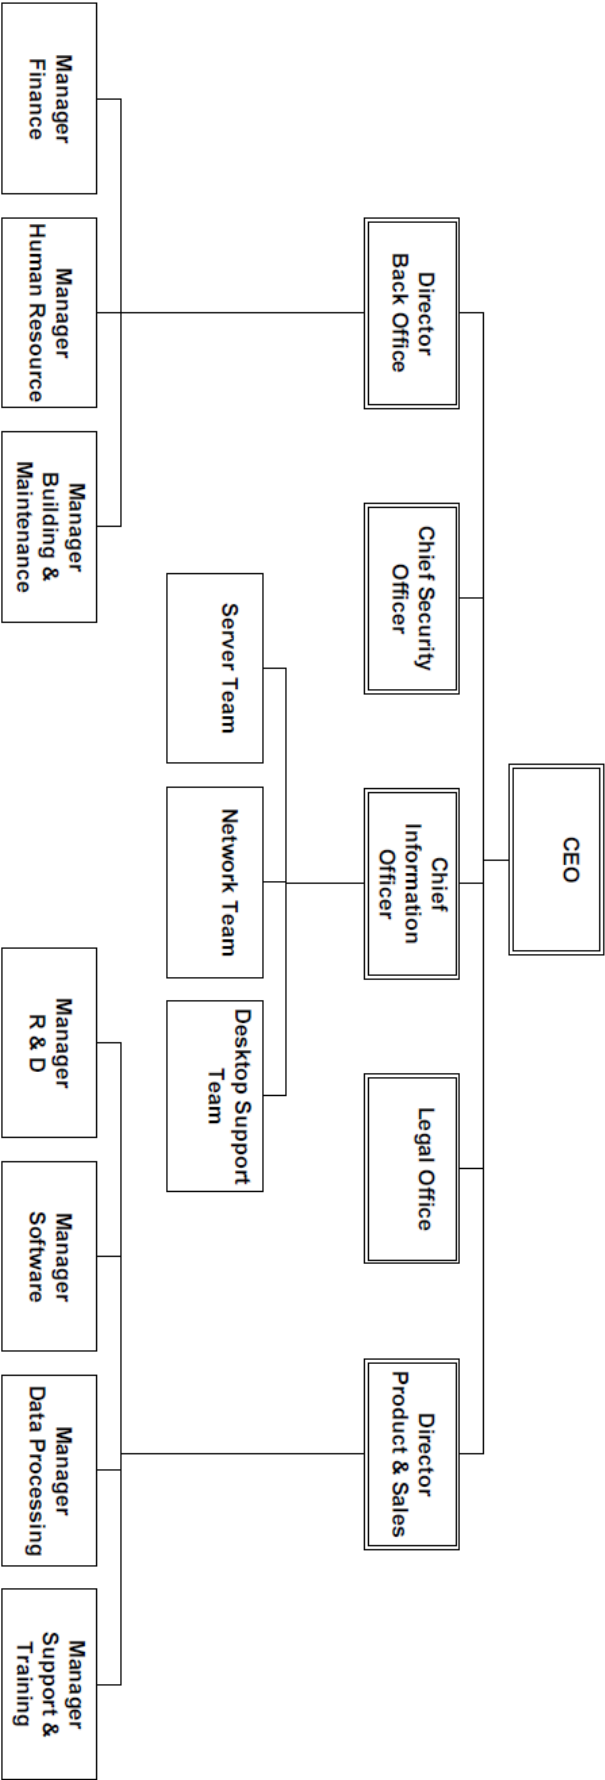 CEO
Director
Back Office
Chief Security
Officer
Chief
Information
Officer
Legal Office
Director
Product & Sales
Server Team
Network Team
Desktop Support
Team
Manager
Finance
Manager
Human Resource
Manager
Building &
Maintenance
Manager
R & D
Manager
Software
Manager
Data Processing
Manager
Support &
Training